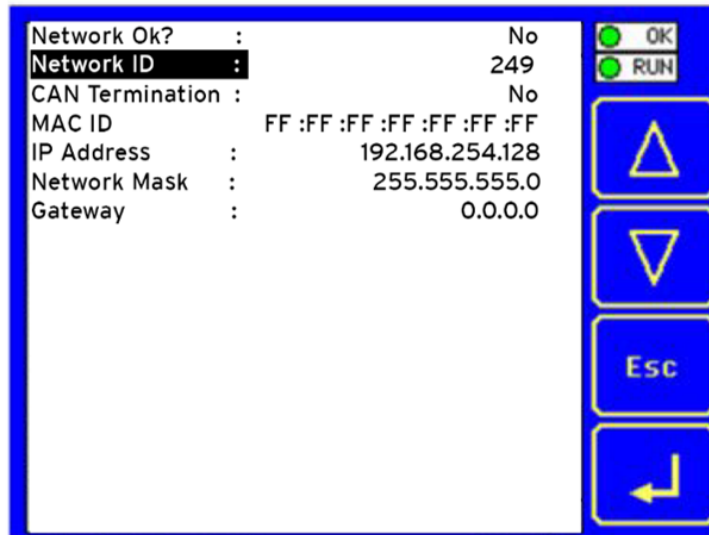 Network Ok? : No
Network ID : 249
CAN Termination : No
MAC ID FF :FF :FF :FF :FF :FF :FF
IP Address : 192.168.254.128
Network Mask : 255.555.555.0
Gateway : 0.0.0.0
OK
RUN
Esc